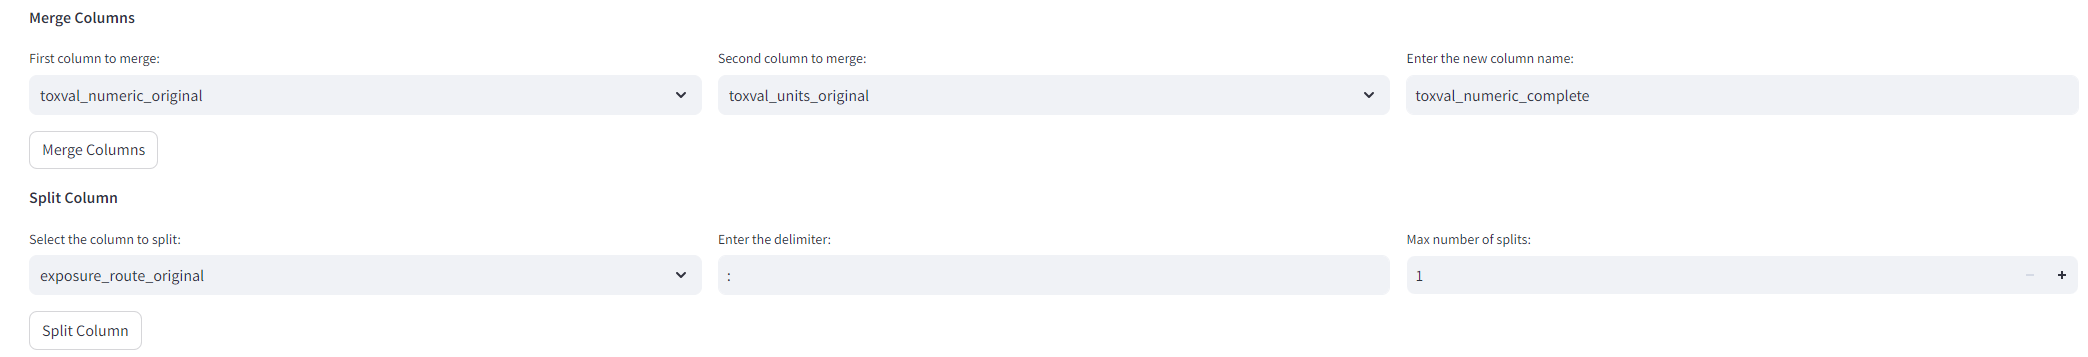 Merge Columns
First column to merge: Second column to merge: Enter the new column name:
toxval_numeric_original toxval_units_original toxval_numeric_complete
Merge Columns
Split Column
Select the column to split: Enter the delimiter: Max number of splits:
exposure_route_original : 1 − +
Split Column